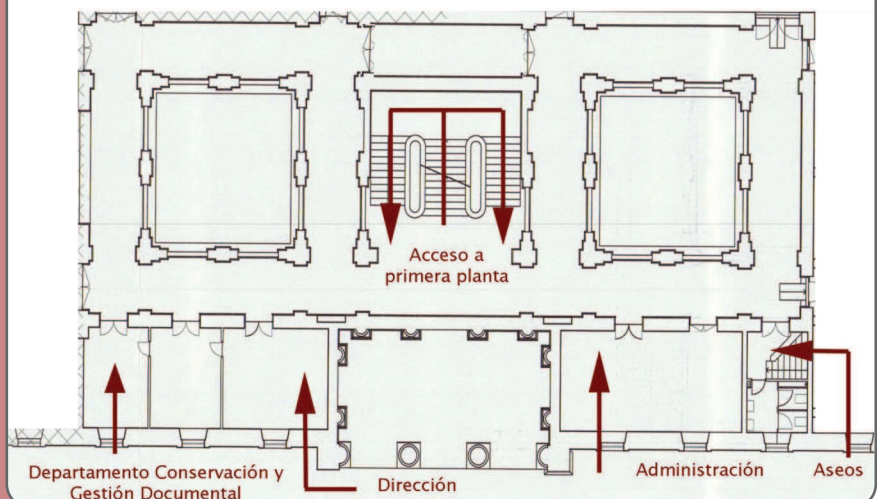 Acceso a
primera planta
Departamento Conservación y
Gestión Documental
Dirección
Administración
Aseos